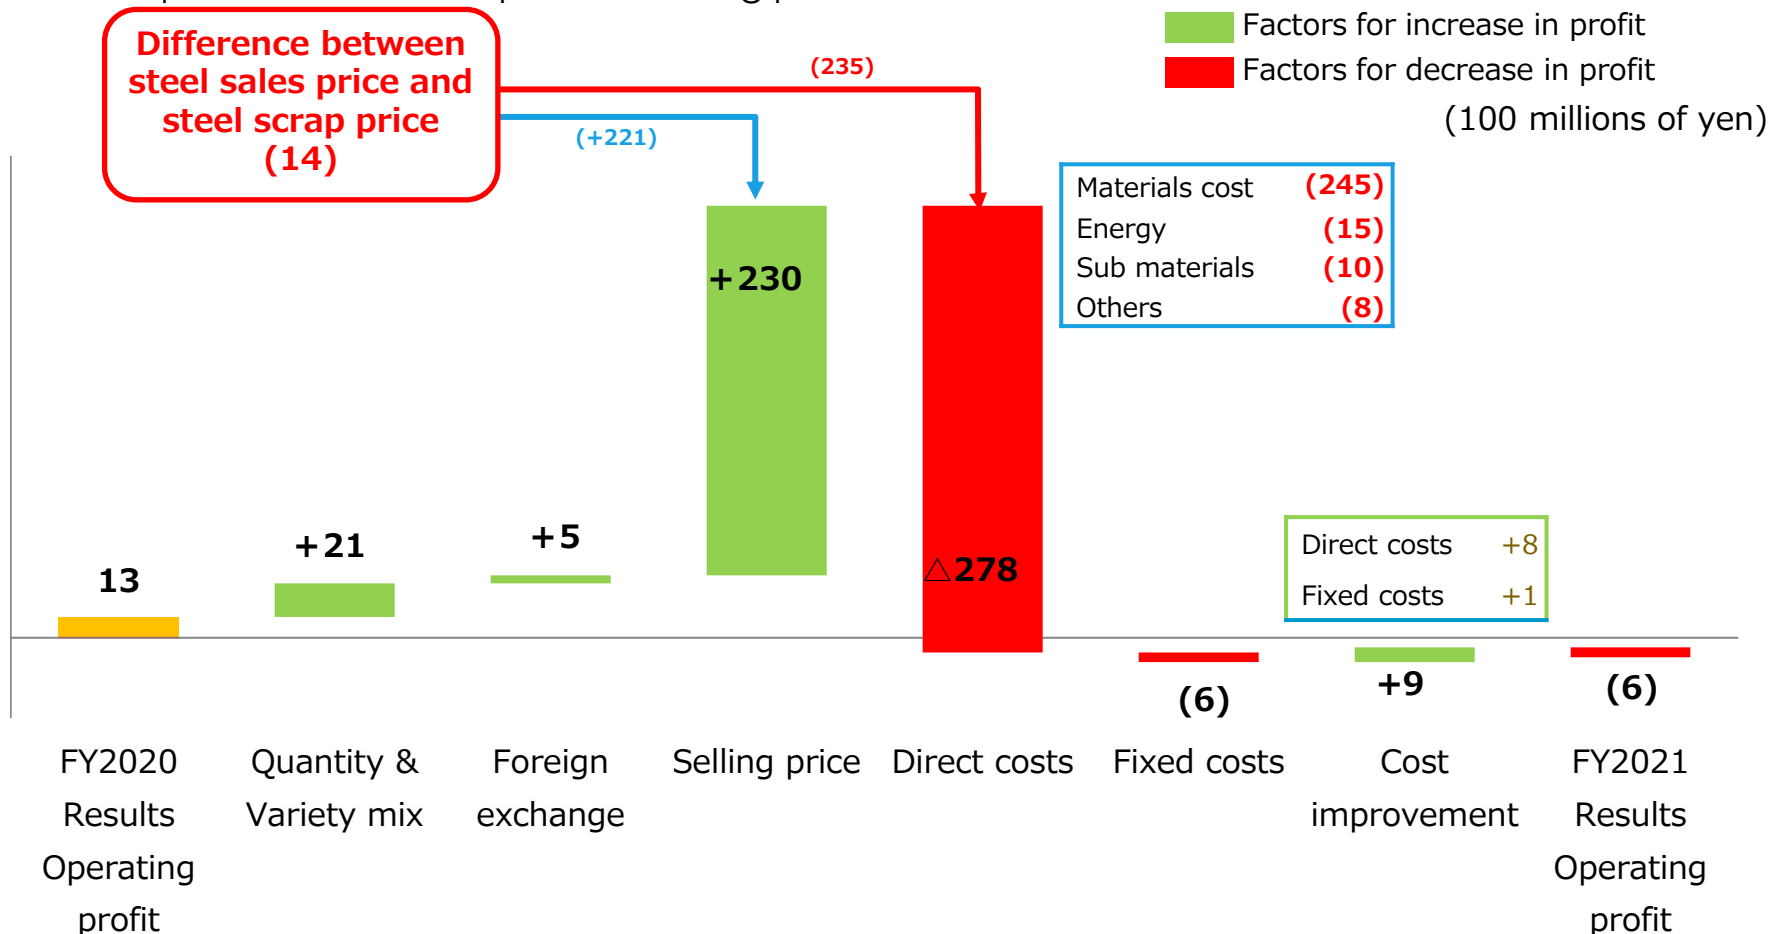 Difference between
steel sales price and
steel scrap price
(14)
(235)
(+221)
Factors for increase in profit
Factors for decrease in profit
(100 millions of yen)
Materials cost (245)
Energy (15)
Sub materials (10)
Others (8)
+230
△278
13
+21
+5
Direct costs +8
Fixed costs +1
(6)
+9
(6)
FY2020
Results
Operating
profit
Quantity &
Variety mix
Foreign
exchange
Selling price
Direct costs
Fixed costs
Cost
improvement
FY2021
Results
Operating
profit